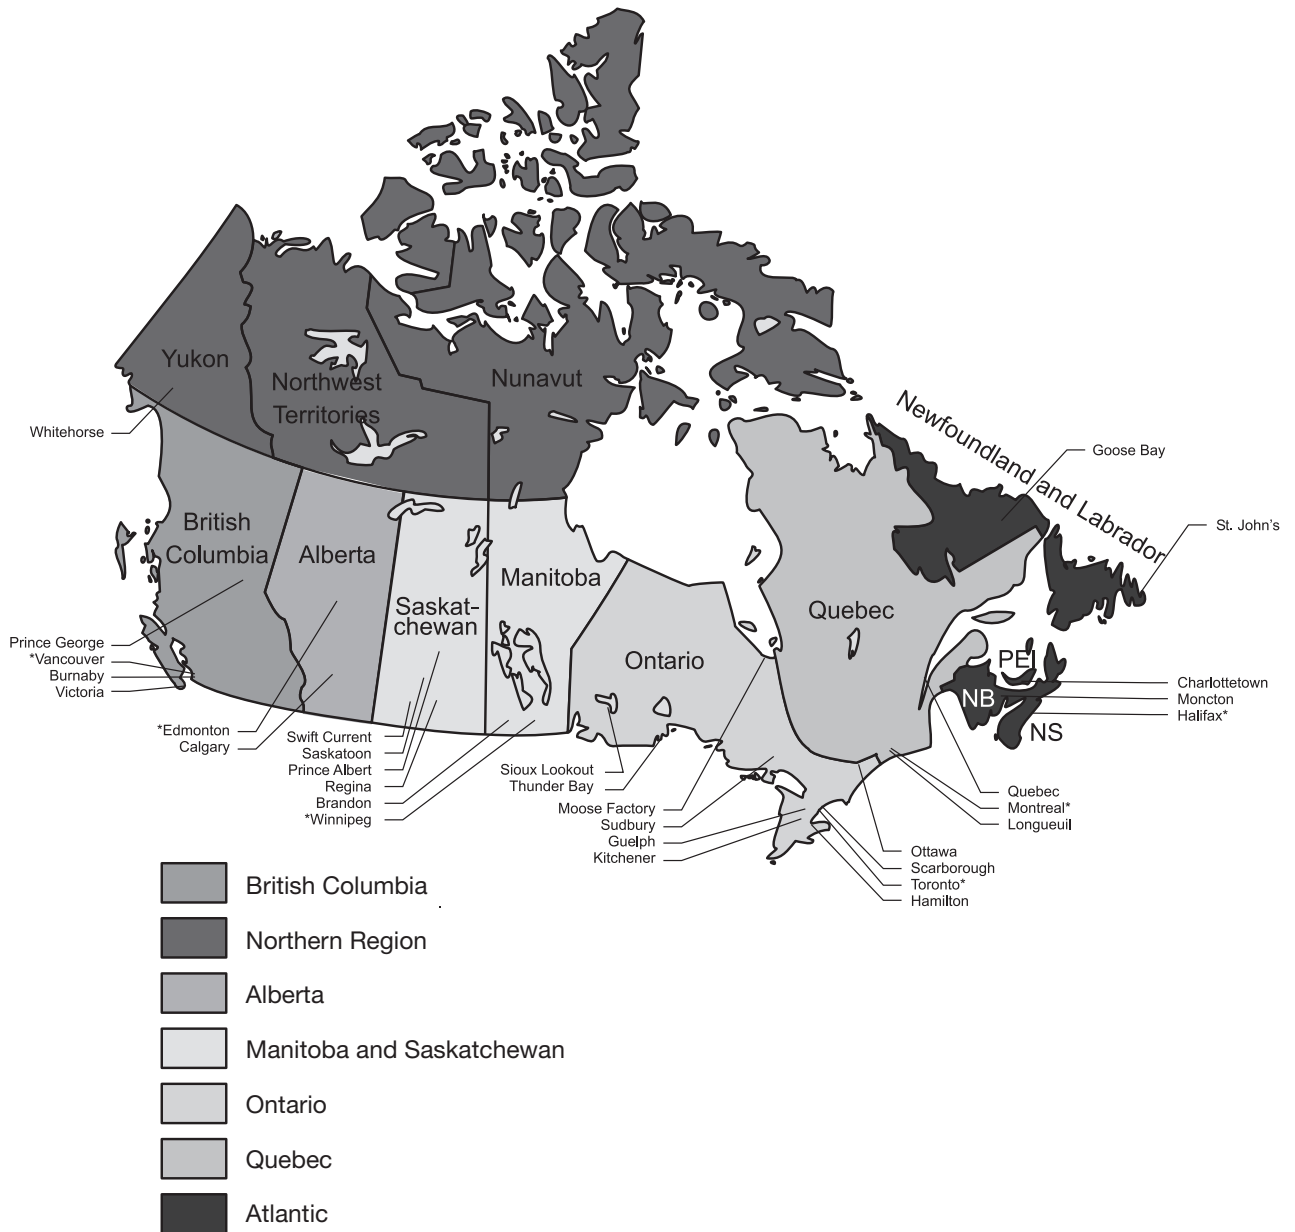 Yukon
Northwest
Territories
Nunavut
Whitehorse
Newfoundland and Labrador
Goose Bay
St. John's
British
Columbia
Alberta
Saskat-
chewan
Manitoba
Ontario
Quebec
PEI
NB
NS
Prince George
*Vancouver
Burnaby
Victoria
*Edmonton
Calgary
Swift Current
Saskatoon
Prince Albert
Regina
Brandon
*Winnipeg
Sioux Lookout
Thunder Bay
Moose Factory
Sudbury
Guelph
Kitchener
Charlottetown
Moncton
Halifax*
Quebec
Montreal*
Longueuil
Ottawa
Scarborough
Toronto*
Hamilton
British Columbia
Northern Region
Alberta
Manitoba and Saskatchewan
Ontario
Quebec
Atlantic